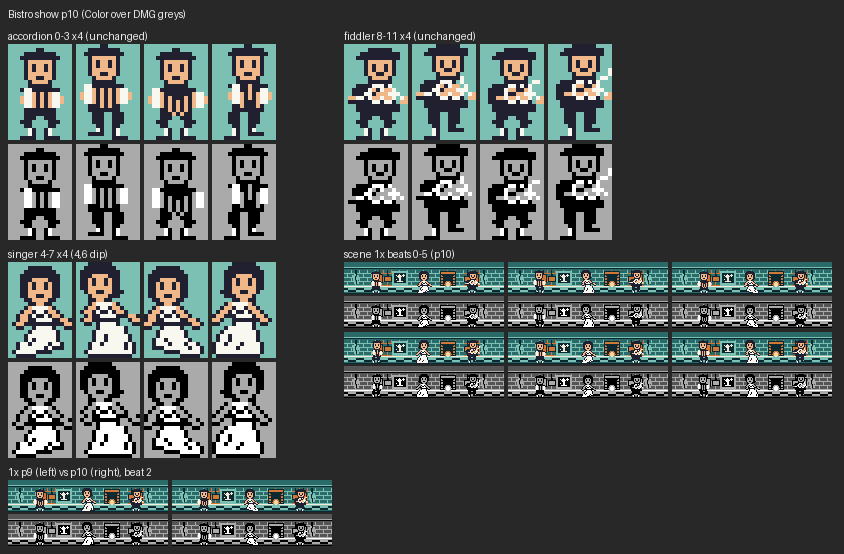 Bistroshow p10 (Color over DMG greys)
accordion 0-3 x4 (unchanged)
fiddler 8-11 x4 (unchanged)
singer 4-7 x4 (4,6 dip)
scene 1x beats 0-5 (p10)
1x p9 (left) vs p10 (right), beat 2